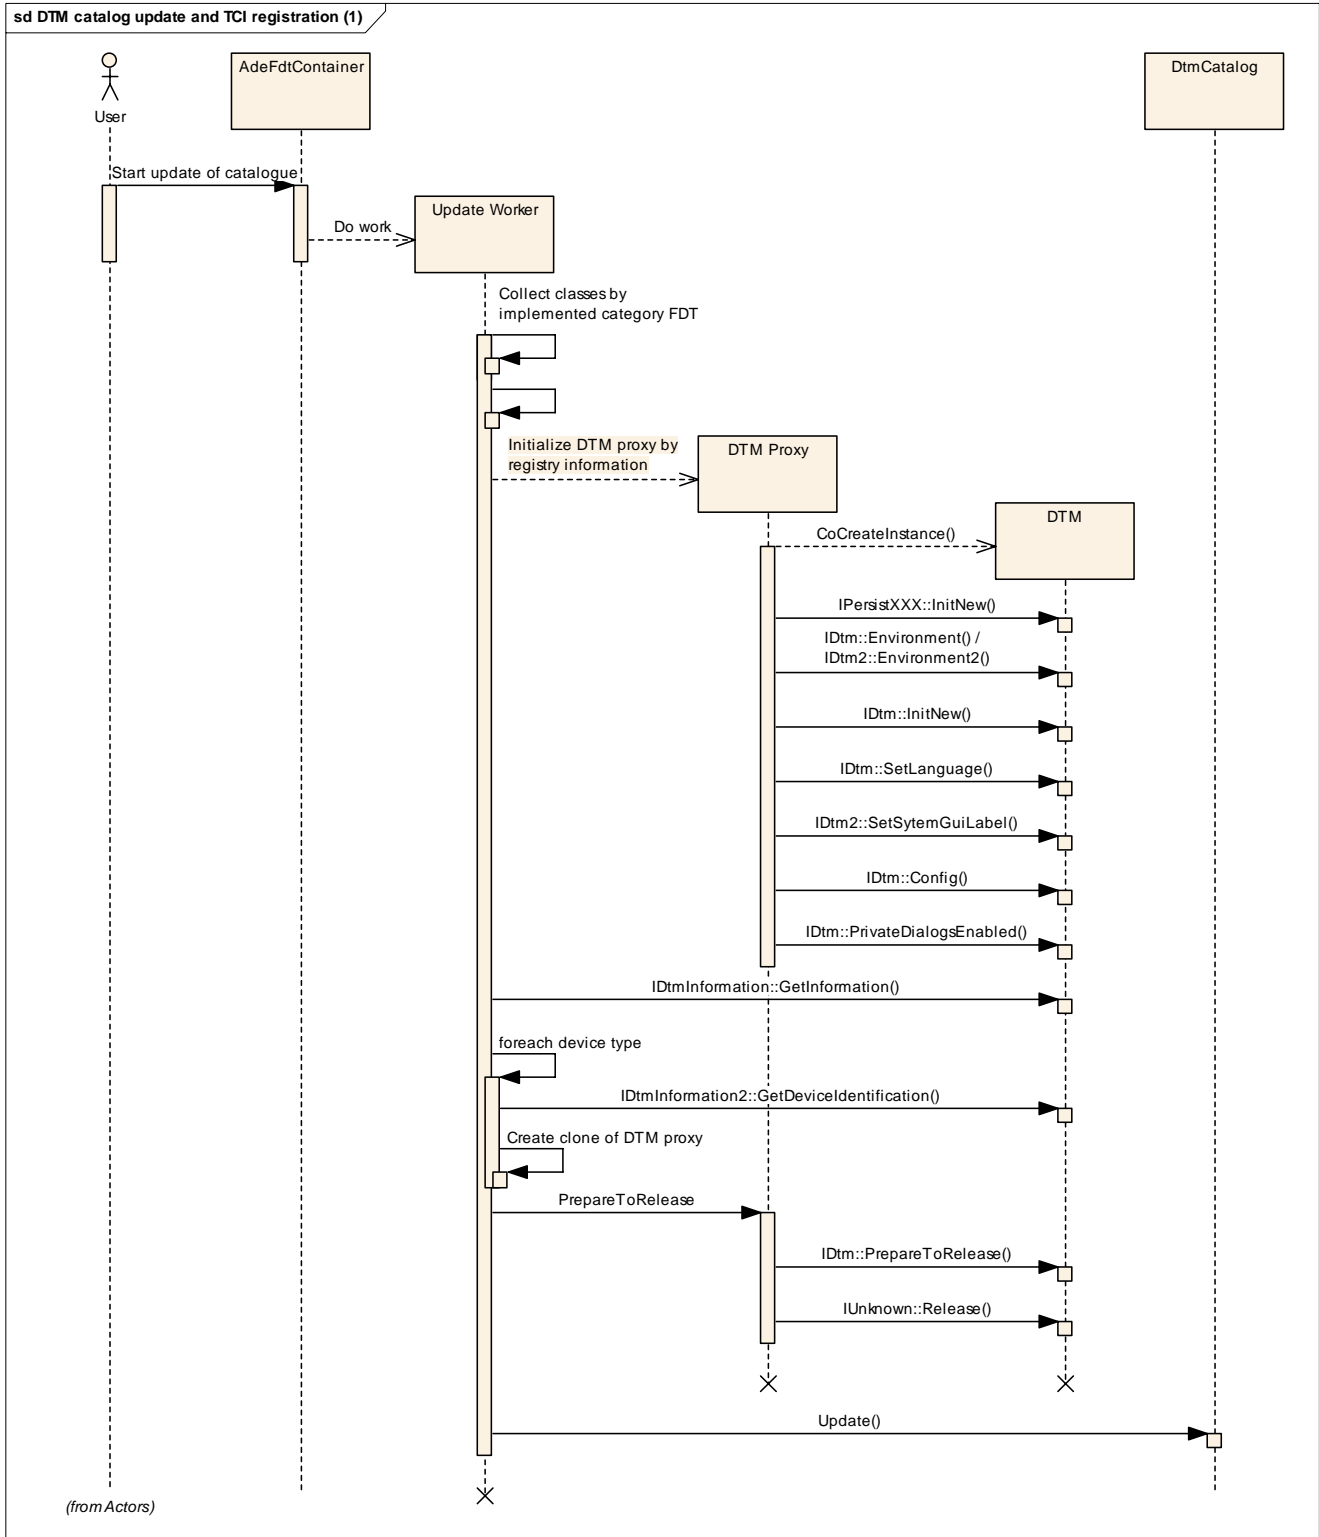 sd DTM catalog update and TCI registration (1)
AdeFdtContainer
DtmCatalog
User
Start update of catalogue
Update Worker
Do work
Collect classes by
implemented category FDT
Initialize DTM proxy by
registry information
DTM Proxy
DTM
CoCreateInstance()
IPersistXXX::InitNew()
IDtm::Environment() /
IDtm2::Environment2()
IDtm::InitNew()
IDtm::SetLanguage()
IDtm2::SetSytemGuiLabel()
IDtm::Config()
IDtm::PrivateDialogsEnabled()
IDtmInformation::GetInformation()
foreach device type
IDtmInformation2::GetDeviceIdentification()
Create clone of DTM proxy
PrepareToRelease
IDtm::PrepareToRelease()
IUnknown::Release()
Update()
(from Actors)